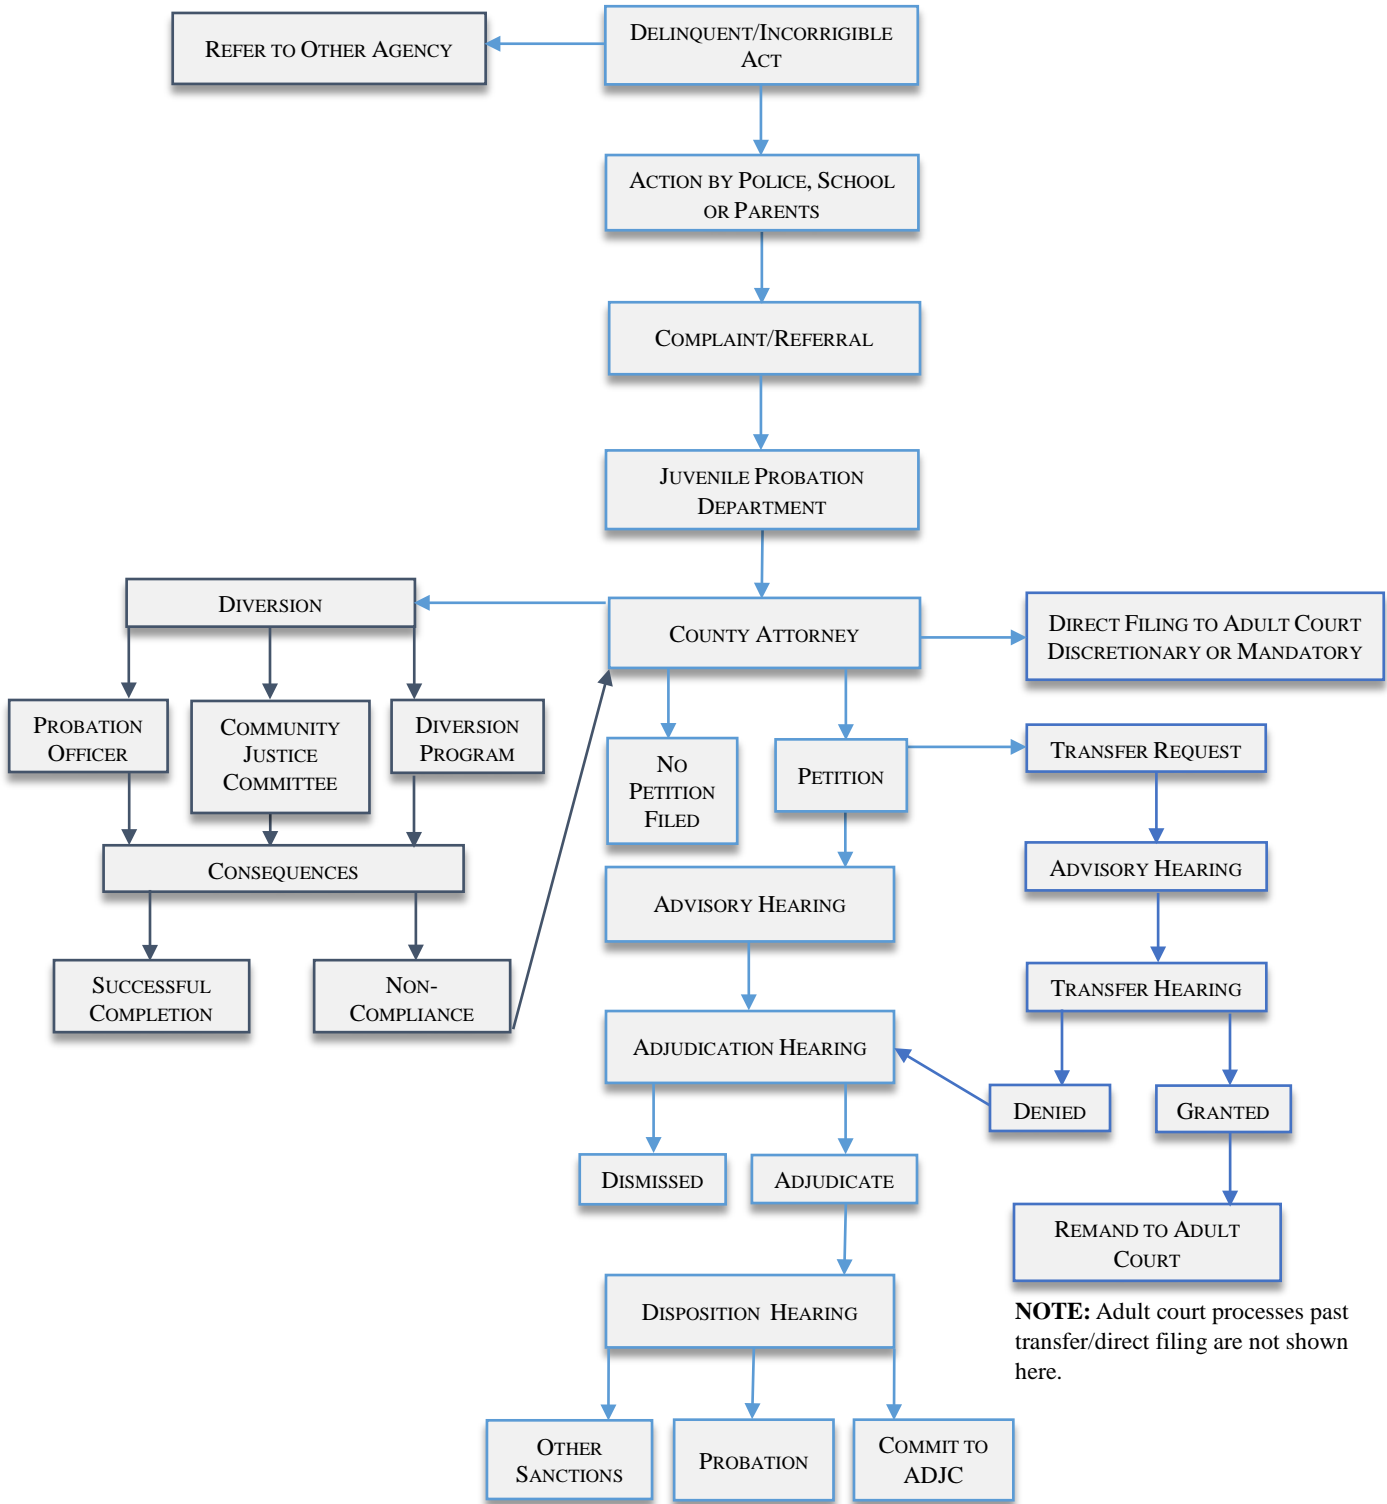 REFER TO OTHER AGENCY
DELINQUENT/INCORRIGIBLE
ACT
ACTION BY POLICE, SCHOOL
OR PARENTS
COMPLAINT/REFERRAL
JUVENILE PROBATION
DEPARTMENT
DIVERSION
COUNTY ATTORNEY
DIRECT FILING TO ADULT COURT
DISCRETIONARY OR MANDATORY
PROBATION
OFFICER
COMMUNITY
JUSTICE
COMMITTEE
DIVERSION
PROGRAM
NO
PETITION
FILED
PETITION
TRANSFER REQUEST
CONSEQUENCES
ADVISORY HEARING
ADVISORY HEARING
SUCCESSFUL
COMPLETION
NON-
COMPLIANCE
TRANSFER HEARING
ADJUDICATION HEARING
DENIED
GRANTED
DISMISSED
ADJUDICATE
REMAND TO ADULT
COURT
DISPOSITION HEARING
NOTE: Adult court processes past
transfer/direct filing are not shown
here.
OTHER
SANCTIONS
PROBATION
COMMIT TO
ADJC